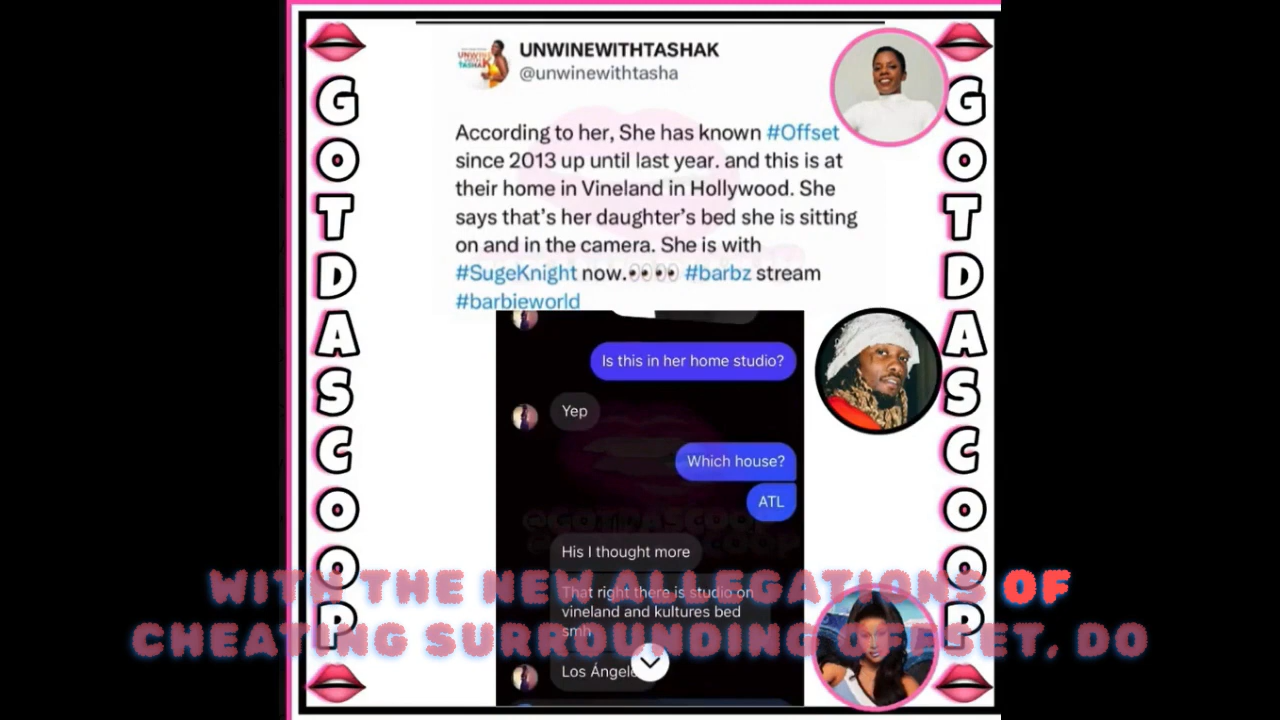 GOTDASCOOP
UNWINEWITHTASHAK
@unwinewithtasha
According to her, She has known #Offset
since 2013 up until last year. and this is at
their home in Vineland in Hollywood. She
says that's her daughter's bed she is sitting
on and in the camera. She is with
#SugeKnight now.👀👀 #barbz stream
#barbieworld
Is this in her home studio?
Yep
Which house?
ATL
His I thought more
That right there is studio on
vineland and kultures bed
smh
Los Ángele
WITH THE NEW ALLEGATIONS OF
CHEATING SURROUNDING OFFSET, DO
GOTDASCOOP